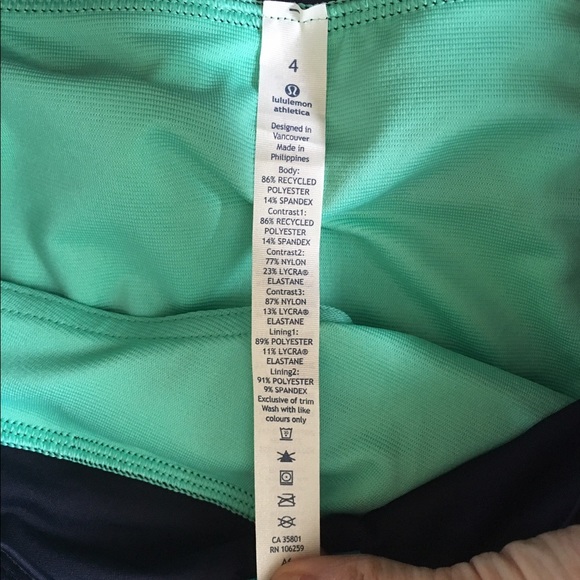 4
lululemon
athletica
Designed in
Vancouver
Made in
Philippines
Body:
86% RECYCLED
POLYESTER
14% SPANDEX
Contrast1:
86% RECYCLED
POLYESTER
14% SPANDEX
Contrast2:
77% NYLON
23% LYCRA®
ELASTANE
Contrast3:
87% NYLON
13% LYCRA®
ELASTANE
Lining1:
89% POLYESTER
11% LYCRA®
ELASTANE
Lining2:
91% POLYESTER
9% SPANDEX
Exclusive of trim
Wash with like
colours only
CA 35801
RN 106259